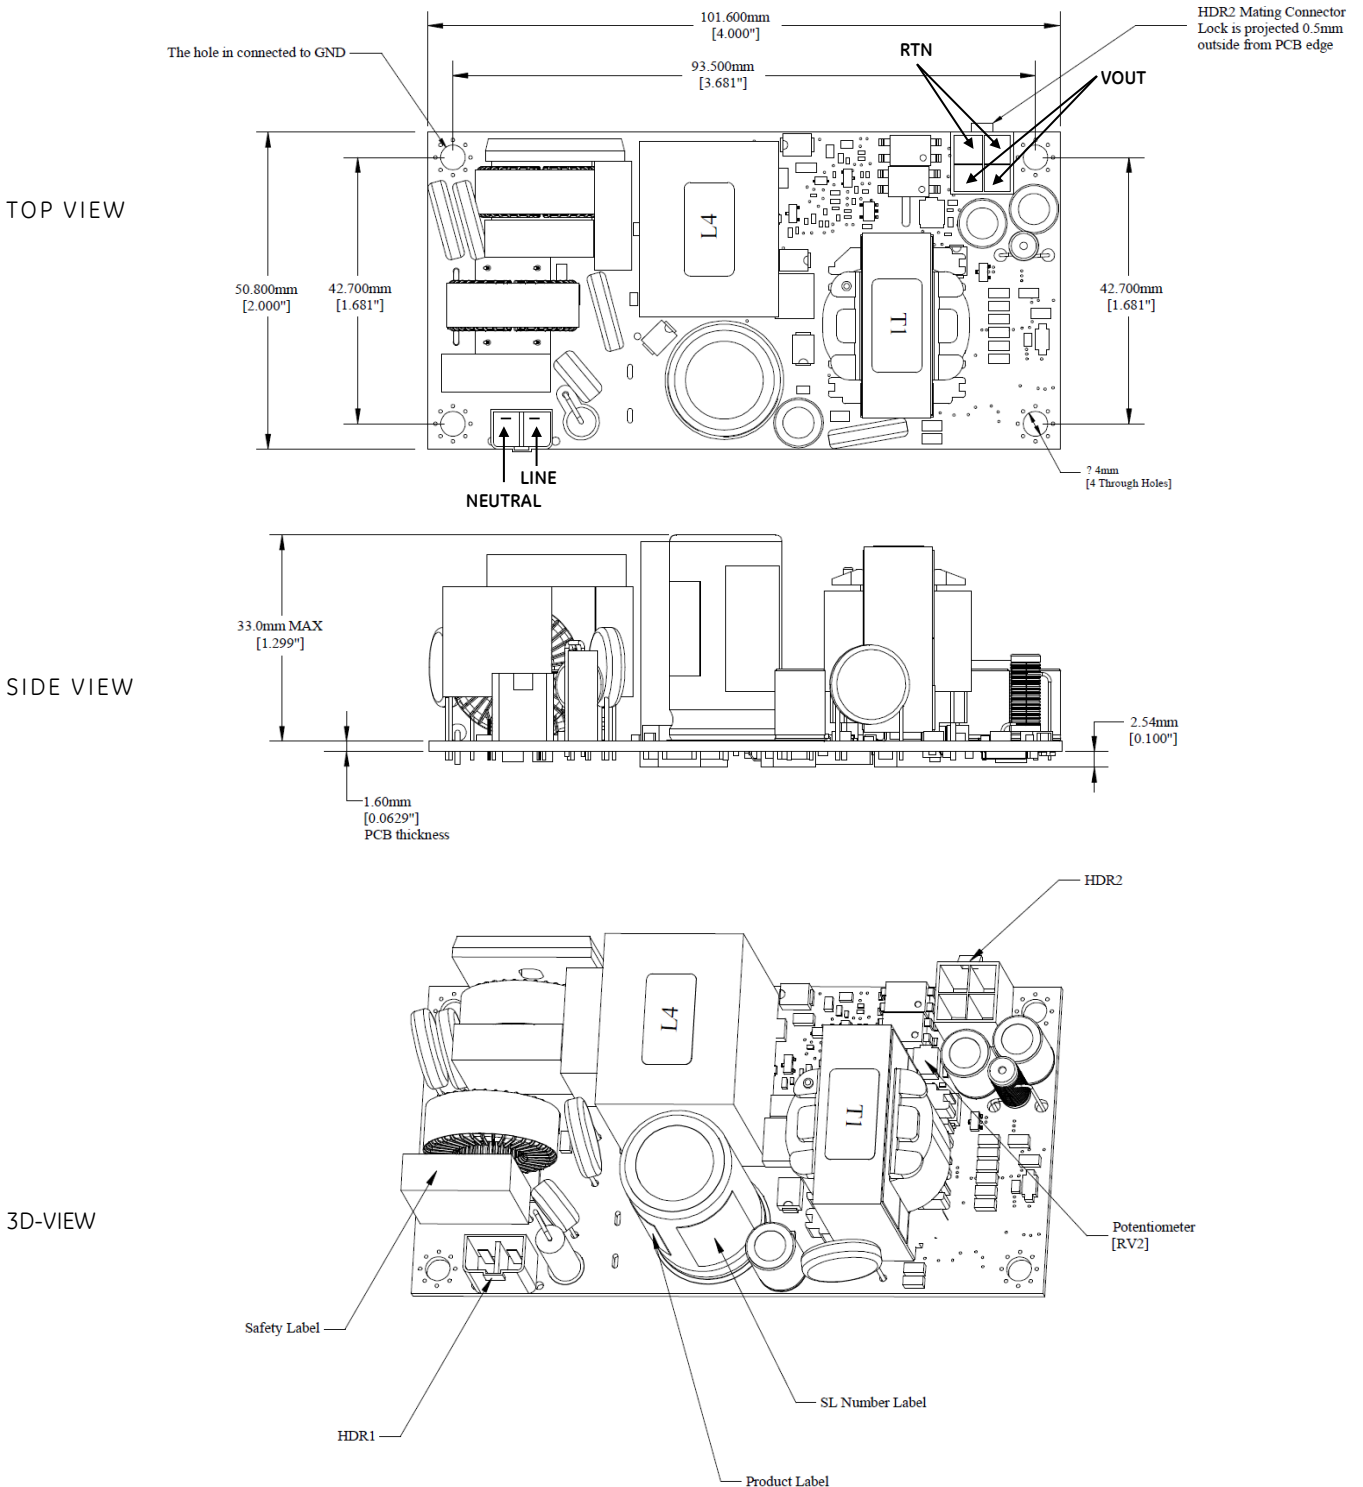 101.600mm
[4.000"]
HDR2 Mating Connector
Lock is projected 0.5mm
outside from PCB edge
The hole in connected to GND
93.500mm
[3.681"]
RTN
VOUT
TOP VIEW
L4
50.800mm
[2.000"]
42.700mm
[1.681"]
42.700mm
[1.681"]
T1
? 4mm
[4 Through Holes]
LINE
NEUTRAL
33.0mm MAX
[1.299"]
SIDE VIEW
2.54mm
[0.100"]
1.60mm
[0.0629"]
PCB thickness
HDR2
L4
T1
3D-VIEW
Potentiometer
[RV2]
Safety Label
SL Number Label
HDR1
Product Label